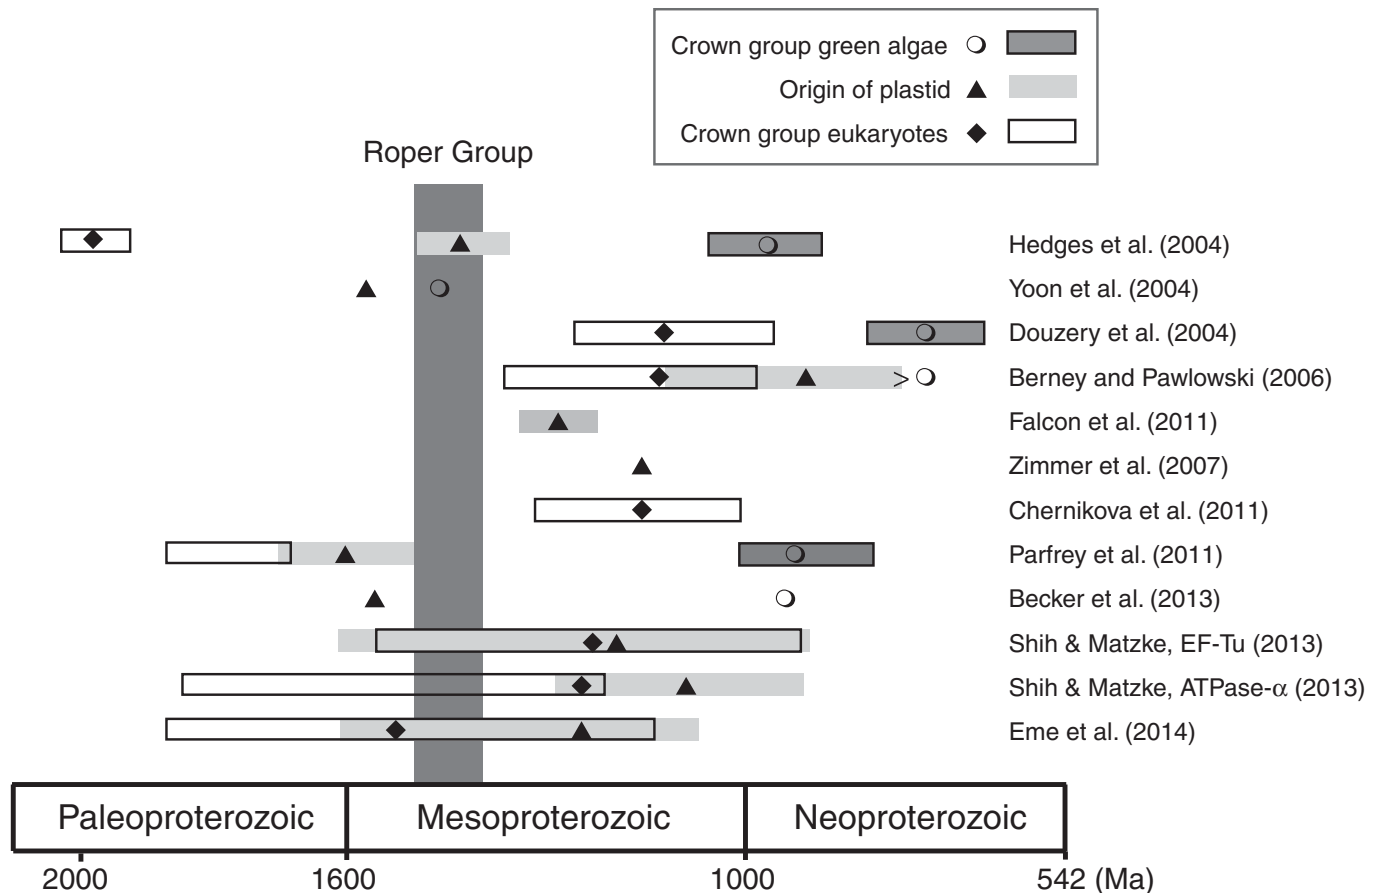 Crown group green algae
Origin of plastid
Crown group eukaryotes
Roper Group
Hedges et al. (2004)
Yoon et al. (2004)
Douzery et al. (2004)
> Berney and Pawlowski (2006)
Falcon et al. (2011)
Zimmer et al. (2007)
Chernikova et al. (2011)
Parfrey et al. (2011)
Becker et al. (2013)
Shih & Matzke, EF-Tu (2013)
Shih & Matzke, ATPase-α (2013)
Eme et al. (2014)
Paleoproterozoic Mesoproterozoic Neoproterozoic
2000 1600 1000 542 (Ma)